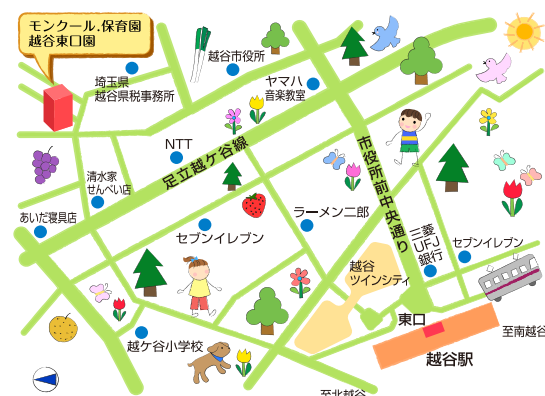 モンクール.保育園
越谷東口園
越谷市役所
埼玉県
越谷県税事務所
ヤマハ
音楽教室
NTT
足立越ケ谷線
市役所前中央通り
清水家
せんべい店
あいだ寝具店
セブンイレブン
ラーメン二郎
三菱
UFJ
銀行
セブンイレブン
越谷
ツインシティ
東口
至南越谷
越ケ谷小学校
越谷駅
至北越谷